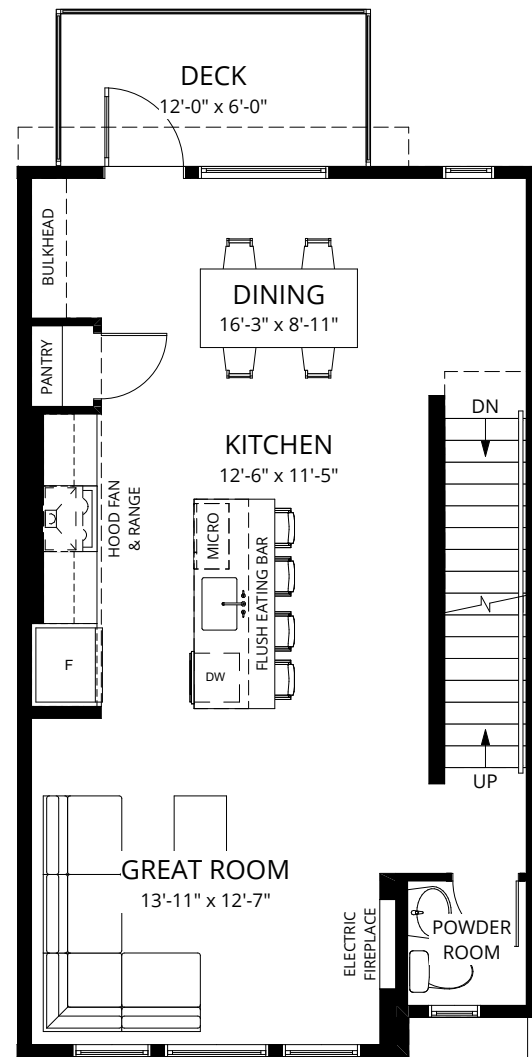 DECK
12'-0" x 6'-0"
BULKHEAD
DINING
16'-3" x 8'-11"
PANTRY
DN
KITCHEN
12'-6" x 11'-5"
HOOD FAN
& RANGE
MICRO
FLUSH EATING BAR
F
DW
UP
GREAT ROOM
13'-11" x 12'-7"
ELECTRIC
FIREPLACE
POWDER
ROOM